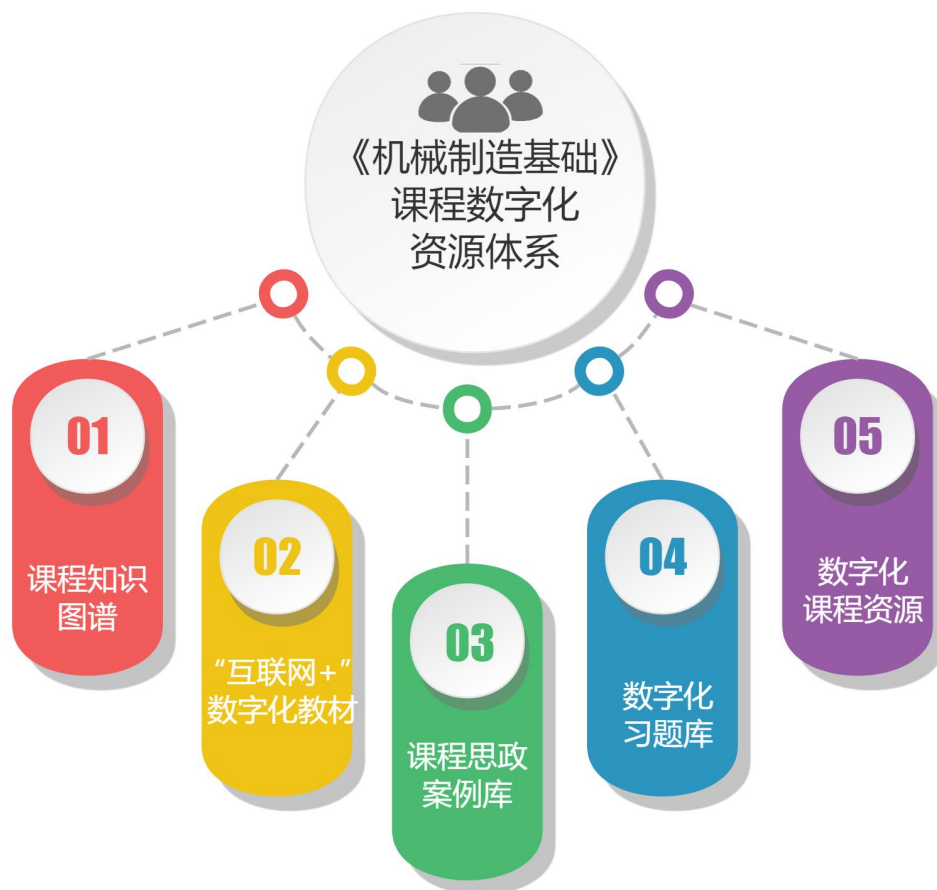 《机械制造基础》
课程数字化
资源体系
01
课程知识
图谱
02
“互联网+”
数字化教材
03
课程思政
案例库
04
数字化
习题库
05
数字化
课程资源